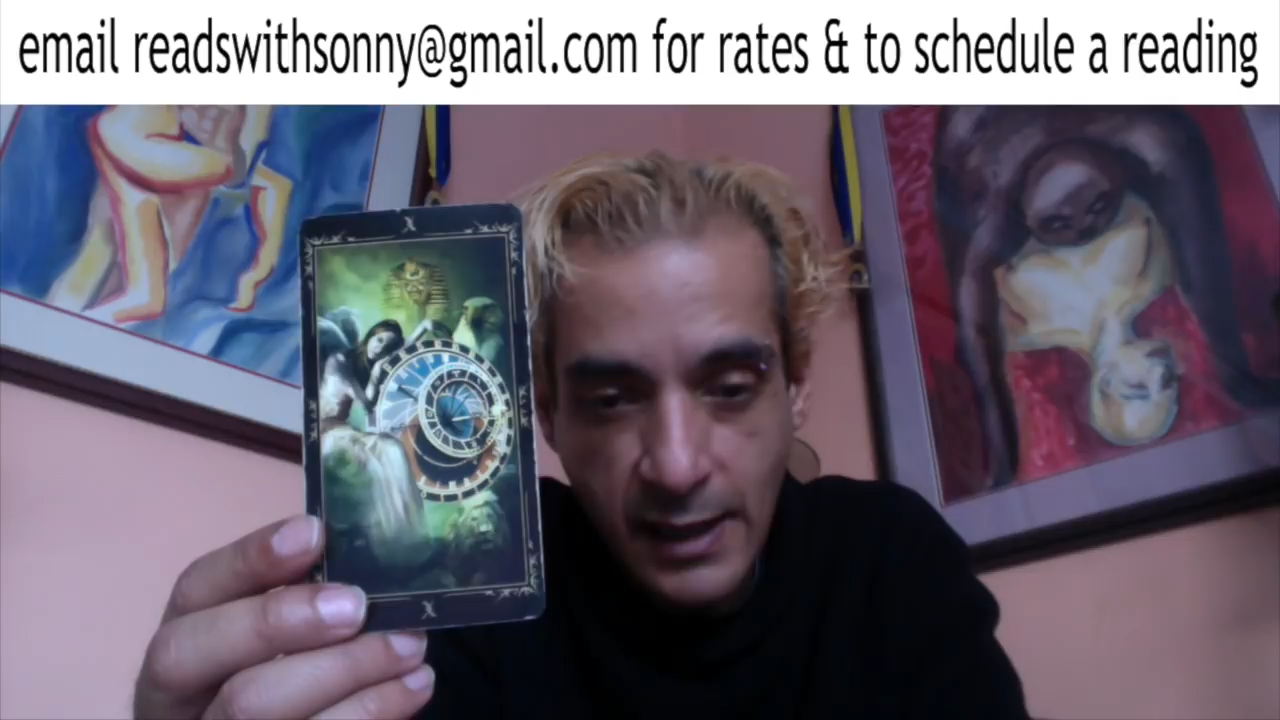 email readswithsonny@gmail.com for rates & to schedule a reading
X
X